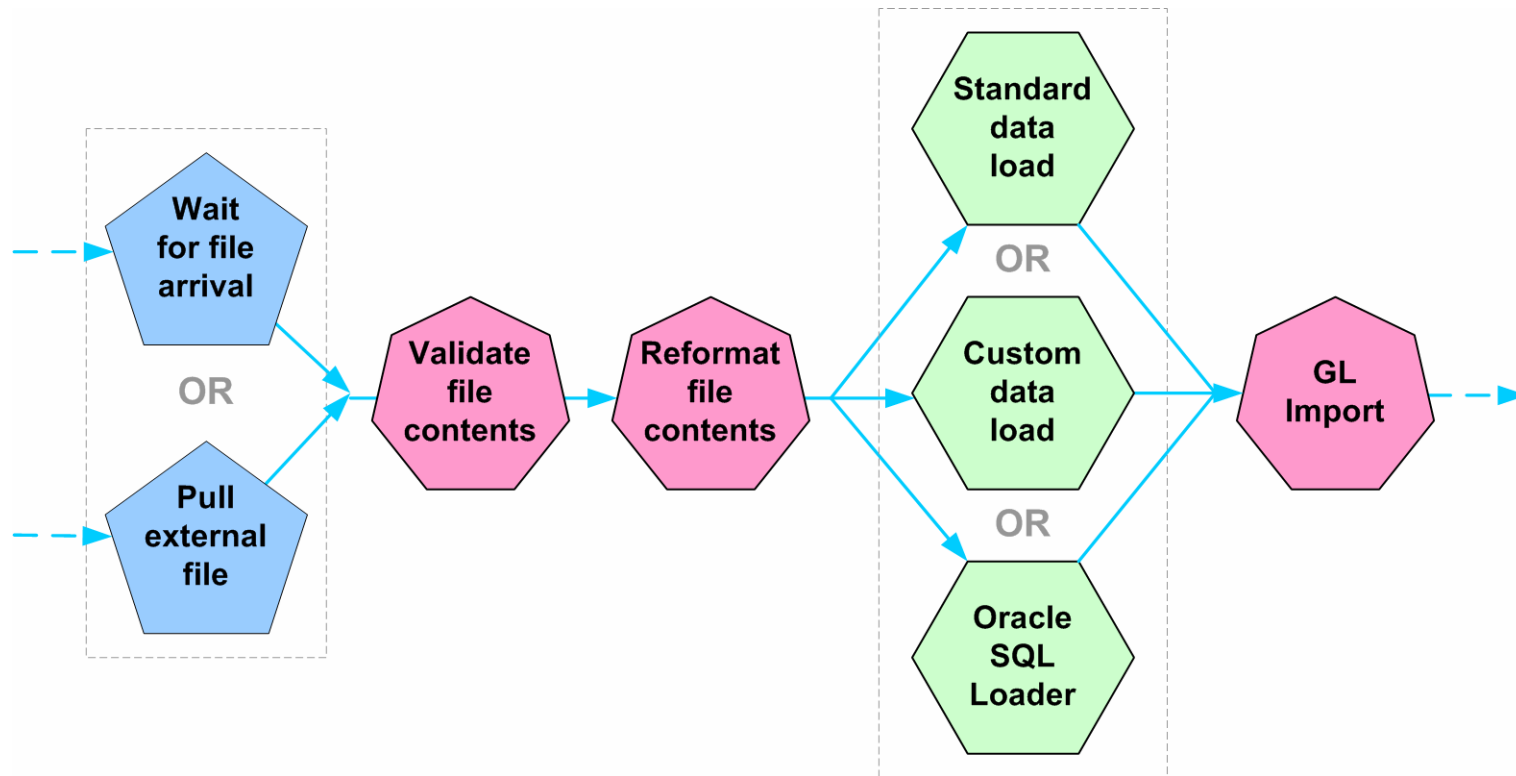 Wait
for file
arrival
OR
Pull
external
file
Validate
file
contents
Reformat
file
contents
Standard
data
load
OR
Custom
data
load
OR
Oracle
SQL
Loader
GL
Import